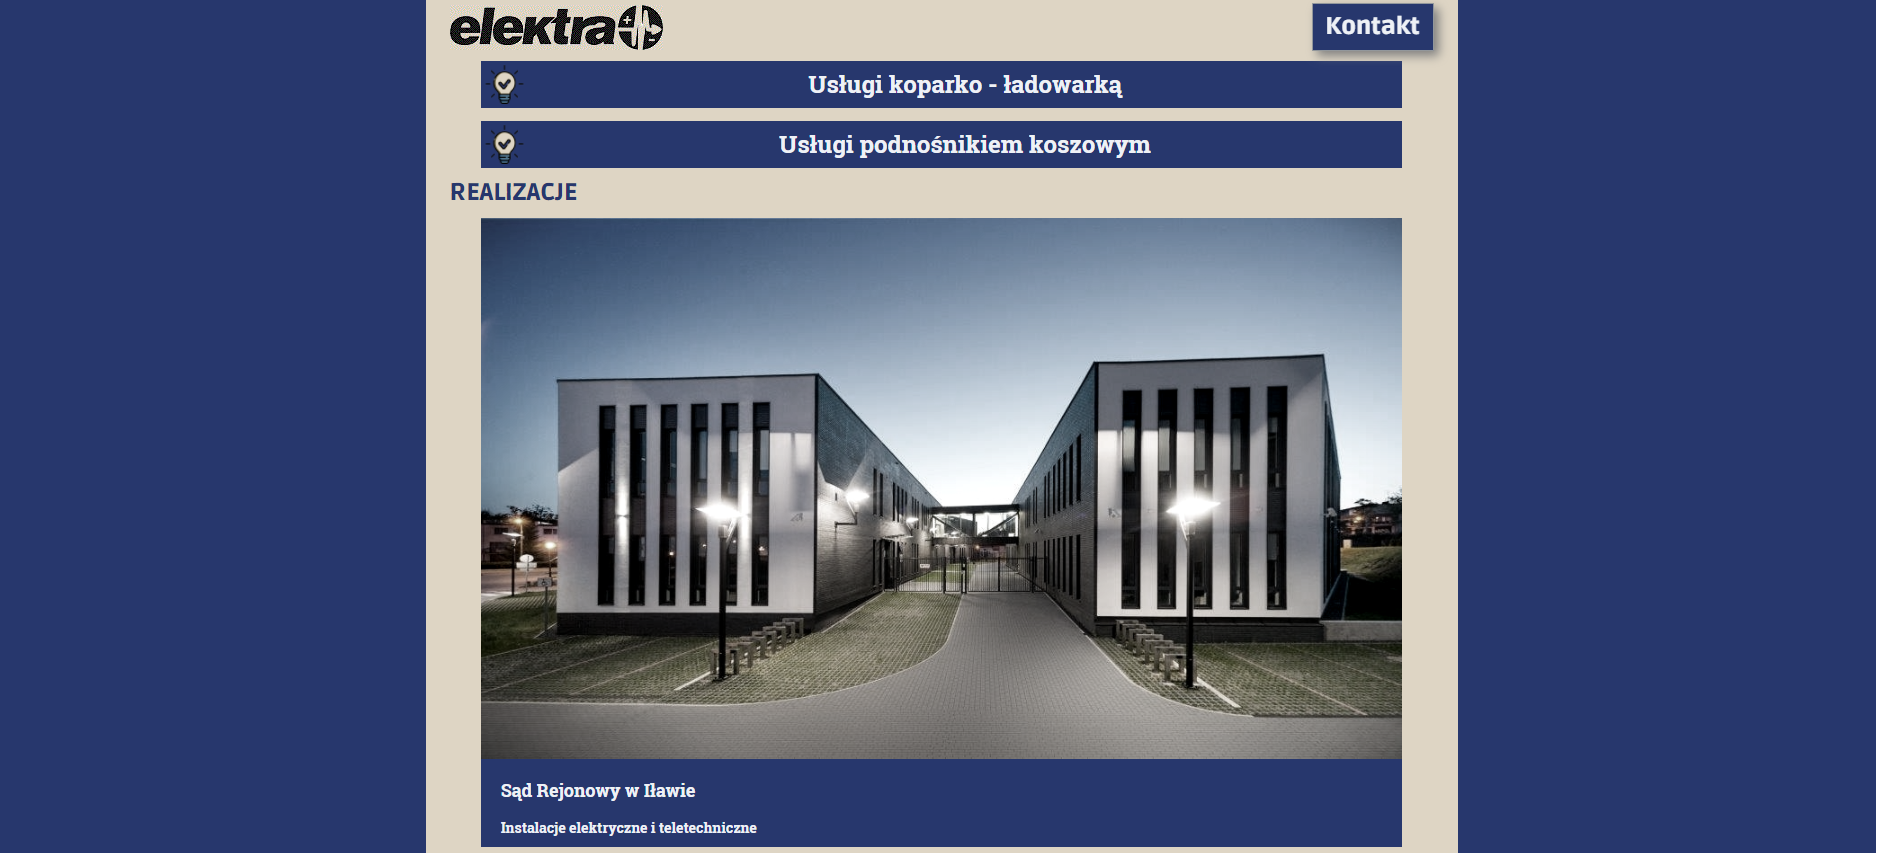 elektra
Kontakt
Usługi koparko - ładowarką
Usługi podnośnikiem koszowym
REALIZACJE
Sąd Rejonowy w Iławie
Instalacje elektryczne i teletechniczne